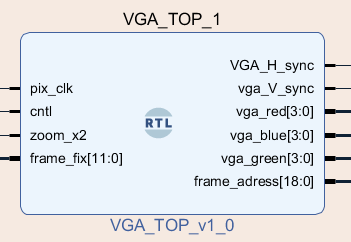 VGA_TOP_1
pix_clk
cntl
zoom_x2
frame_fix[11:0]
RTL
VGA_H_sync
vga_V_sync
vga_red[3:0]
vga_blue[3:0]
vga_green[3:0]
frame_adress[18:0]
VGA_TOP_v1_0